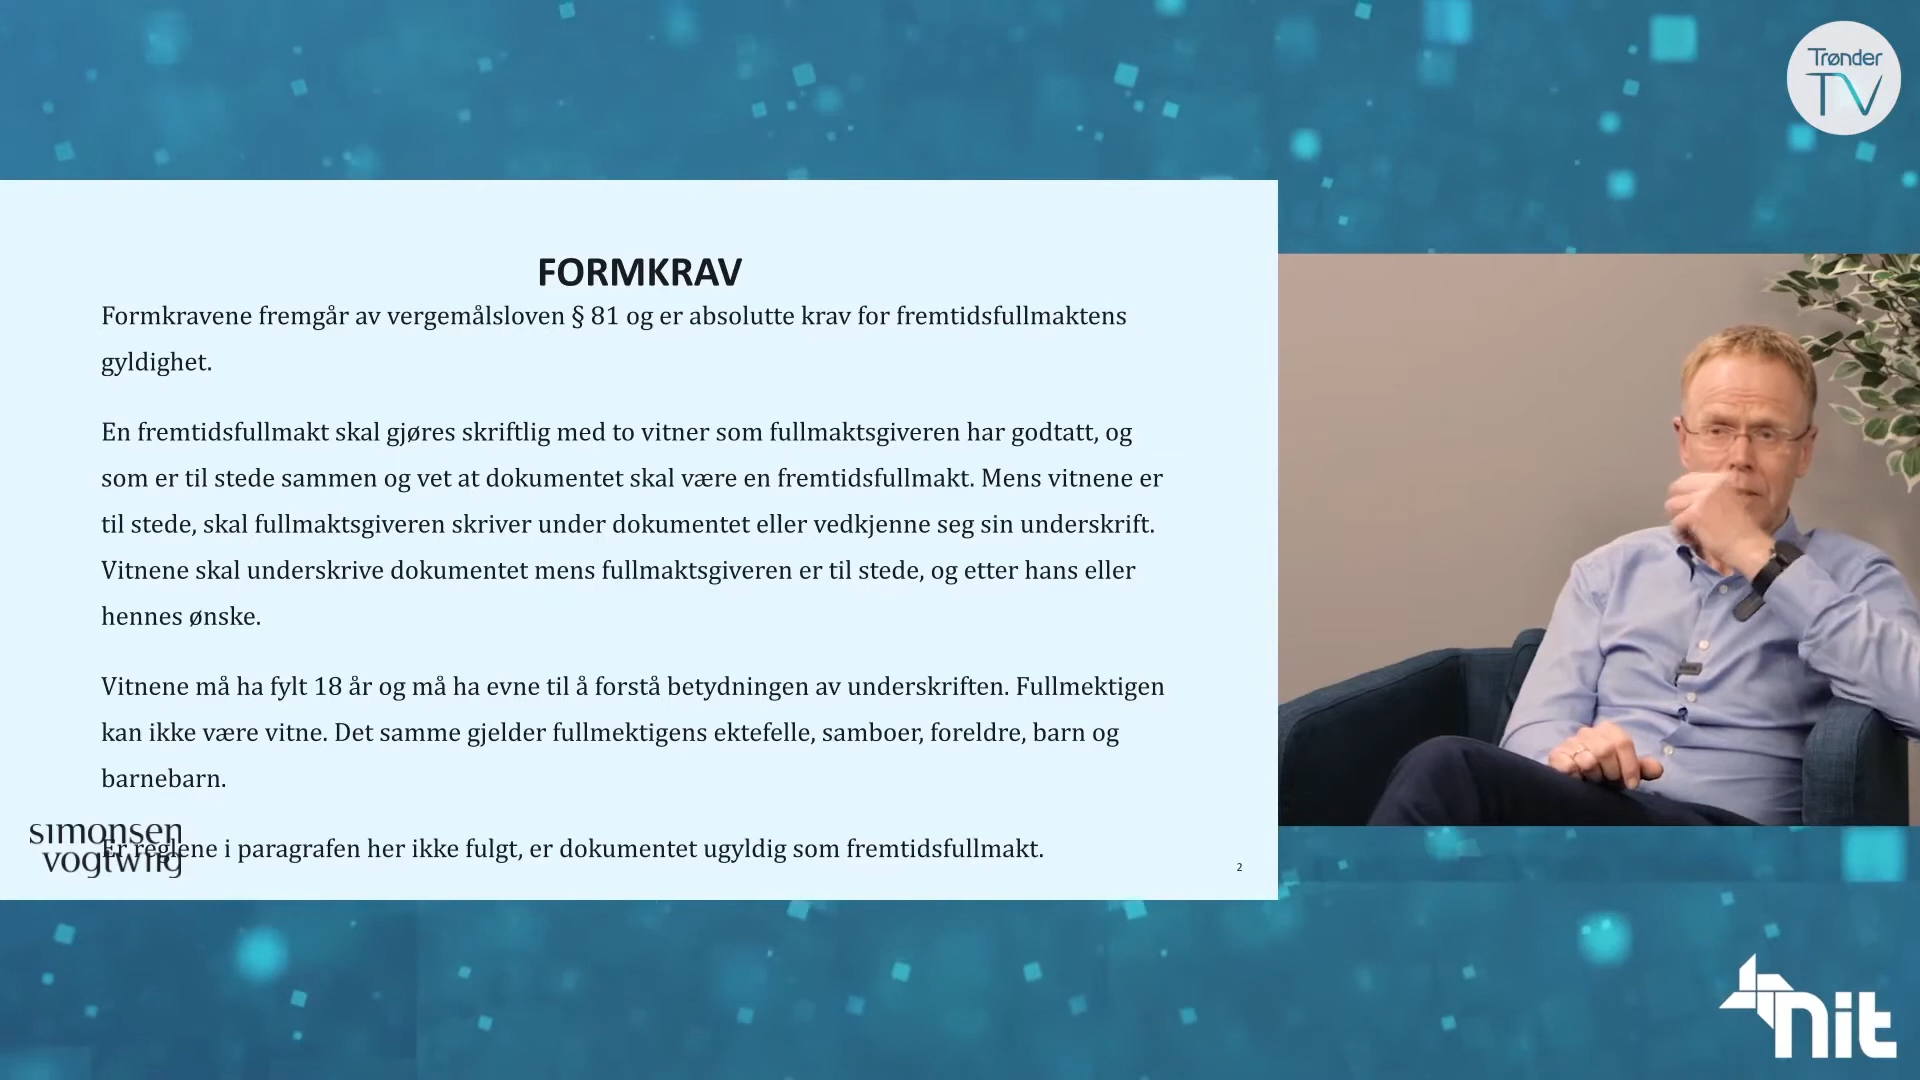 Trønder
TV
FORMKRAV
Formkravene fremgår av vergemålsloven § 81 og er absolutte krav for fremtidsfullmaktens
gyldighet.
En fremtidsfullmakt skal gjøres skriftlig med to vitner som fullmaktsgiveren har godtatt, og
som er til stede sammen og vet at dokumentet skal være en fremtidsfullmakt. Mens vitnene er
til stede, skal fullmaktsgiveren skriver under dokumentet eller vedkjenne seg sin underskrift.
Vitnene skal underskrive dokumentet mens fullmaktsgiveren er til stede, og etter hans eller
hennes ønske.
Vitnene må ha fylt 18 år og må ha evne til å forstå betydningen av underskriften. Fullmektigen
kan ikke være vitne. Det samme gjelder fullmektigens ektefelle, samboer, foreldre, barn og
barnebarn.
simonsen
vogtwiig
Er reglene i paragrafen her ikke fulgt, er dokumentet ugyldig som fremtidsfullmakt.
2
nit